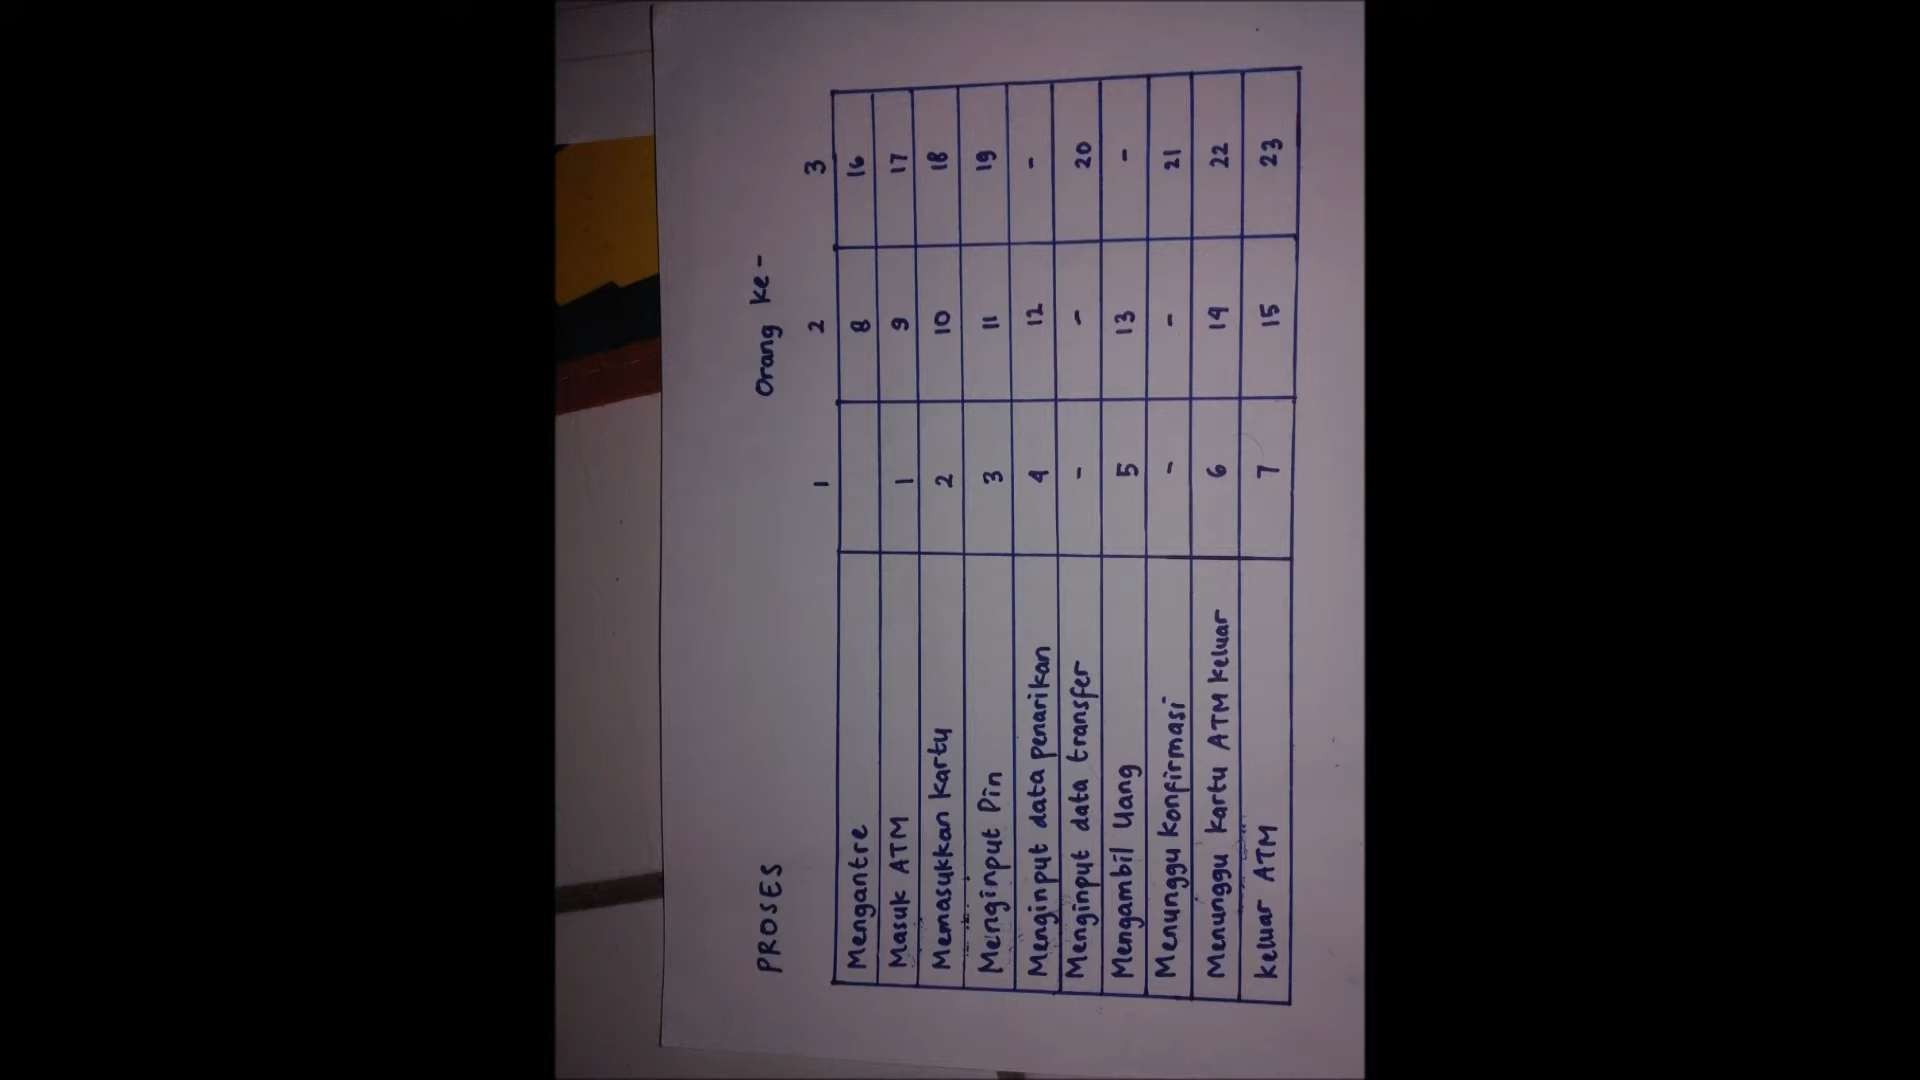 PROSES Orang Ke-
1 2 3
Mengantre 8 16
Masuk ATM 1 9 17
Memasukkan Kartu 2 10 18
Menginput Pin 3 11 19
Menginput data penarikan 4 12 -
Menginput data transfer - - 20
Mengambil Uang 5 13 -
Menunggu Konfirmasi - - 21
Menunggu Kartu ATM Keluar 6 14 22
Keluar ATM 7 15 23